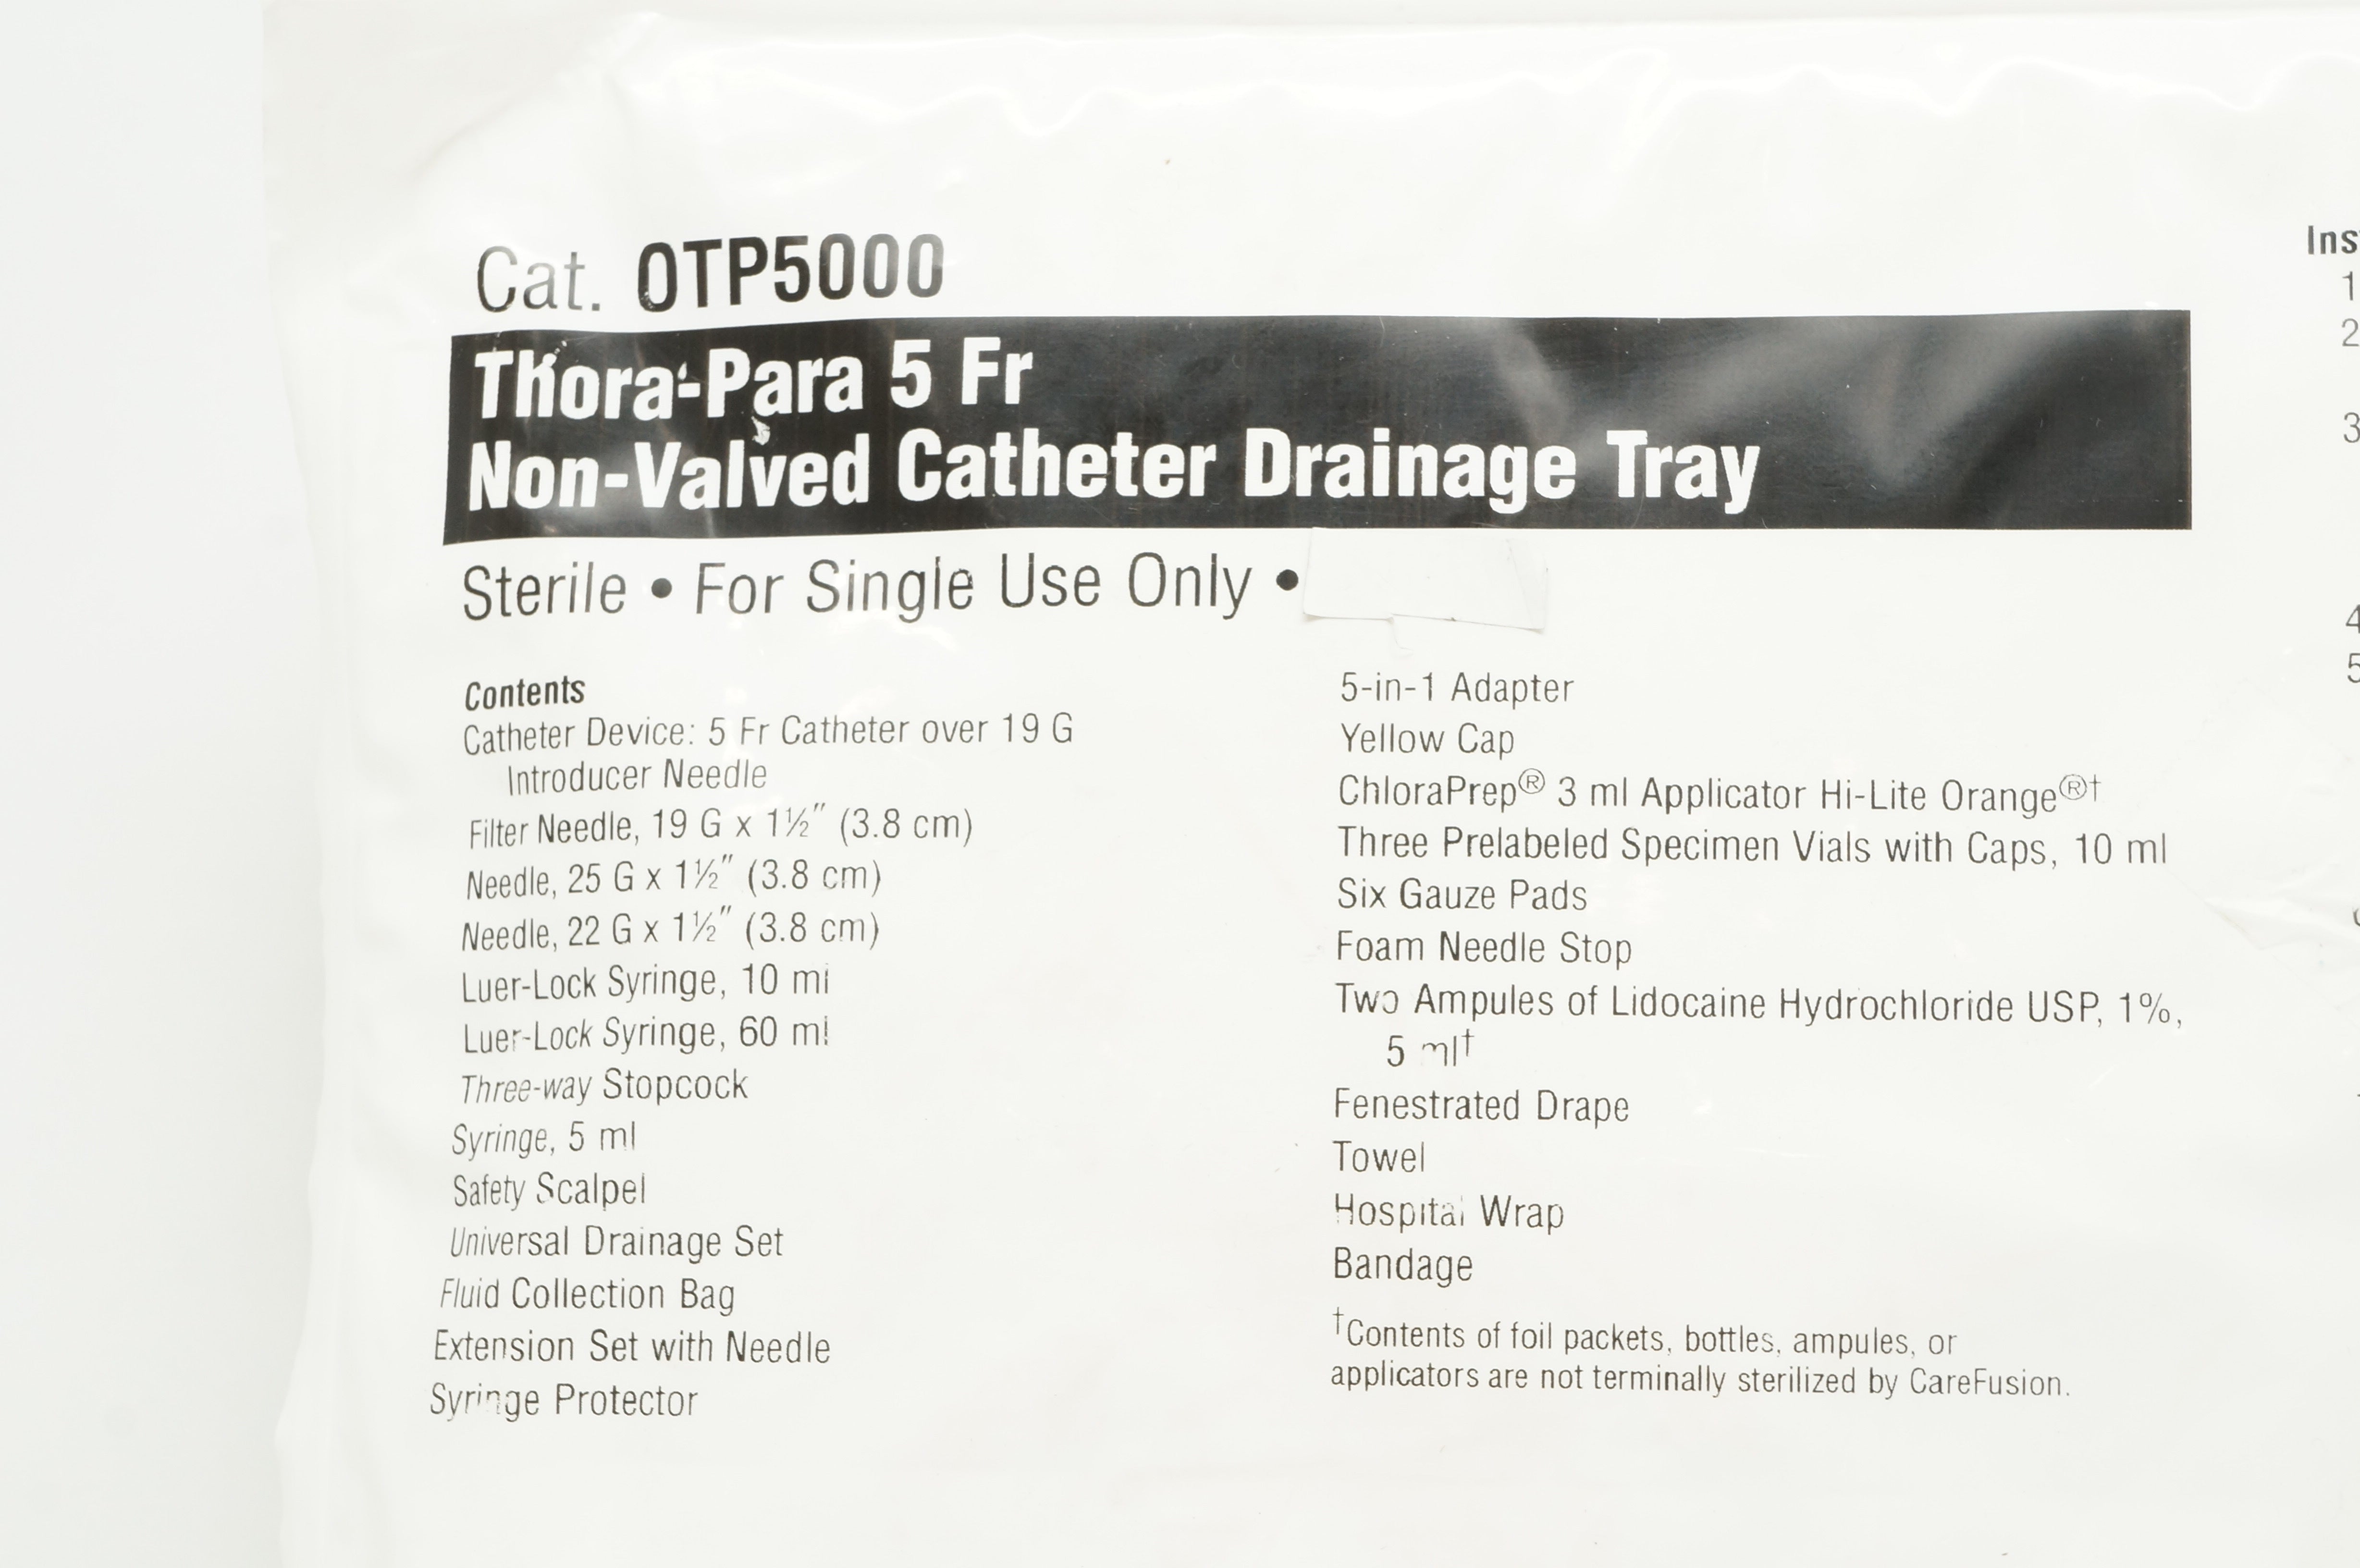 Cat. OTP5000
Thora-Para 5 Fr
Non-Valved Catheter Drainage Tray
Sterile • For Single Use Only •
Contents
Catheter Device: 5 Fr Catheter over 19 G
Introducer Needle
Filter Needle, 19 G x 1½" (3.8 cm)
Needle, 25 G x 1½" (3.8 cm)
Needle, 22 G x 1½" (3.8 cm)
Luer-Lock Syringe, 10 ml
Luer-Lock Syringe, 60 ml
Three-way Stopcock
Syringe, 5 ml
Safety Scalpel
Universal Drainage Set
Fluid Collection Bag
Extension Set with Needle
Syringe Protector
5-in-1 Adapter
Yellow Cap
ChloraPrep® 3 ml Applicator Hi-Lite Orange®†
Three Prelabeled Specimen Vials with Caps, 10 ml
Six Gauze Pads
Foam Needle Stop
Two Ampules of Lidocaine Hydrochloride USP, 1%,
5 ml†
Fenestrated Drape
Towel
Hospital Wrap
Bandage
†Contents of foil packets, bottles, ampules, or
applicators are not terminally sterilized by CareFusion.
Ins
1
2
3
4
5